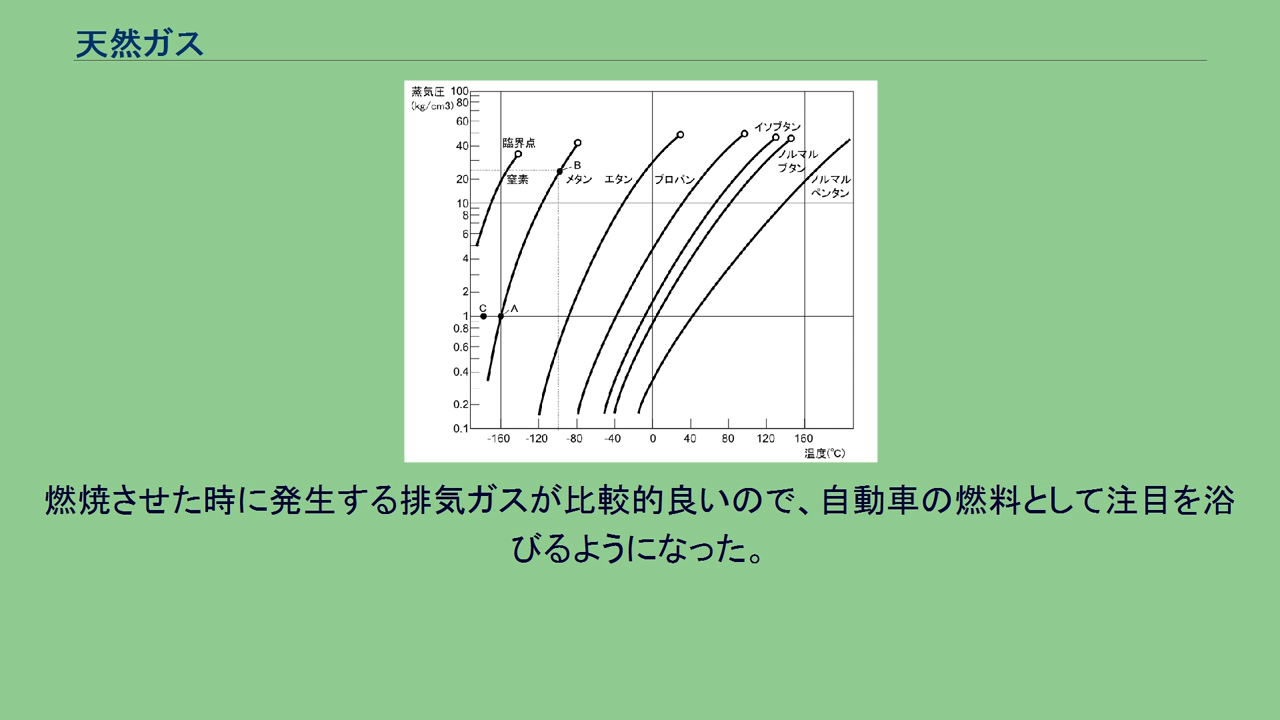 天然ガス
蒸気圧
(kg/cm3)
100
80
60
40
20
10
8
6
4
2
1
0.8
0.6
0.4
0.2
0.1
臨界点
窒素
B
メタン
エタン
プロパン
イソブタン
ノルマル
ブタン
ノルマル
ペンタン
C
A
-160 -120 -80 -40 0 40 80 120 160
温度(℃)
燃焼させた時に発生する排気ガスが比較的良いので、自動車の燃料として注目を浴
びるようになった。